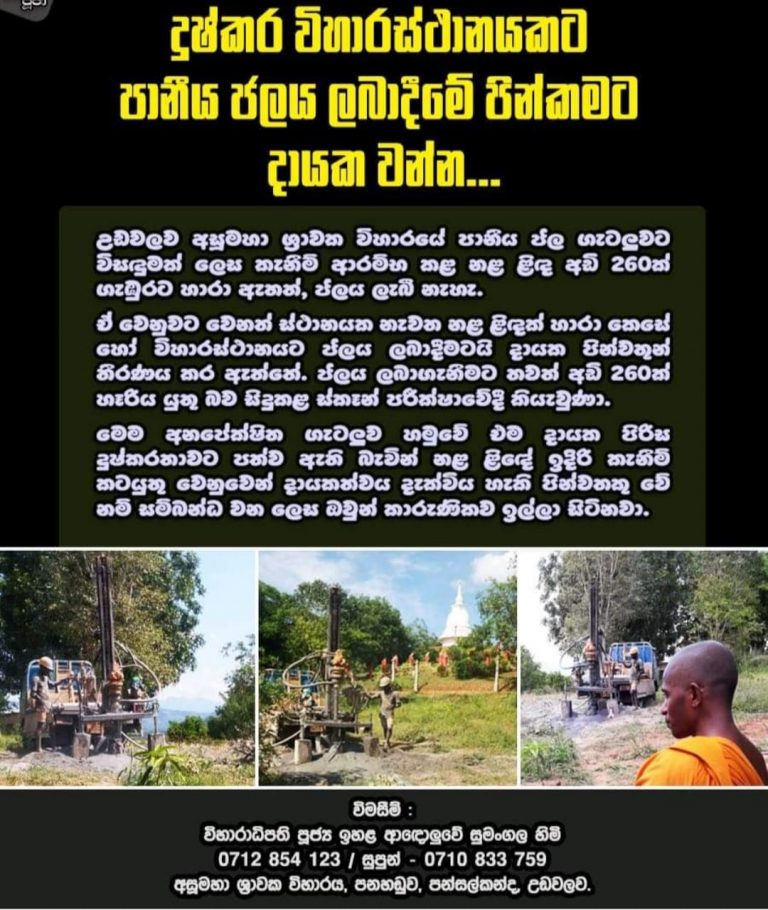 පූජා
දුෂ්කර විහාරස්ථානයකට
පානීය ජලය ලබාදීමේ පින්කමට
දායක වන්න...
උඩවලව අසූමහා ශ්‍රාවක විහාරයේ පානීය ජල ගැටලුවට
විසඳුමක් ලෙස කැනීම් ආරම්භ කළ නළ ළිඳ අඩි 260ක්
ගැඹුරට හාරා ඇතත්, ජලය ලැබී නැහැ.
ඒ වෙනුවට වෙනත් ස්ථානයක නැවත නළ ළිඳක් හාරා කෙසේ
හෝ විහාරස්ථානයට ජලය ලබාදීමටයි දායක පින්වතුන්
තීරණය කර ඇත්තේ. ජලය ලබාගැනීමට තවත් අඩි 260ක්
හෑරිය යුතු බව සිදුකළ ස්කෑන් පරීක්ෂාවේදී කියැවුණා.
මෙම අනපේක්ෂිත ගැටලුව හමුවේ එම දායක පිරිස
දුෂ්කරතාවට පත්ව ඇති බැවින් නළ ළිඳේ ඉදිරි කැනීම්
කටයුතු වෙනුවෙන් දායකත්වය දැක්විය හැකි පින්වතකු වේ
නම් සම්බන්ධ වන ලෙස ඔවුන් කාරුණිකව ඉල්ලා සිටිනවා.
විමසීම් :
විහාරාධිපති පූජ්‍ය ඉහළ ආඳොලුවේ සුමංගල හිමි
0712 854 123 / සුපුන් - 0710 833 759
අසූමහා ශ්‍රාවක විහාරය, පනහඩුව, පන්සල්කන්ද, උඩවලව.